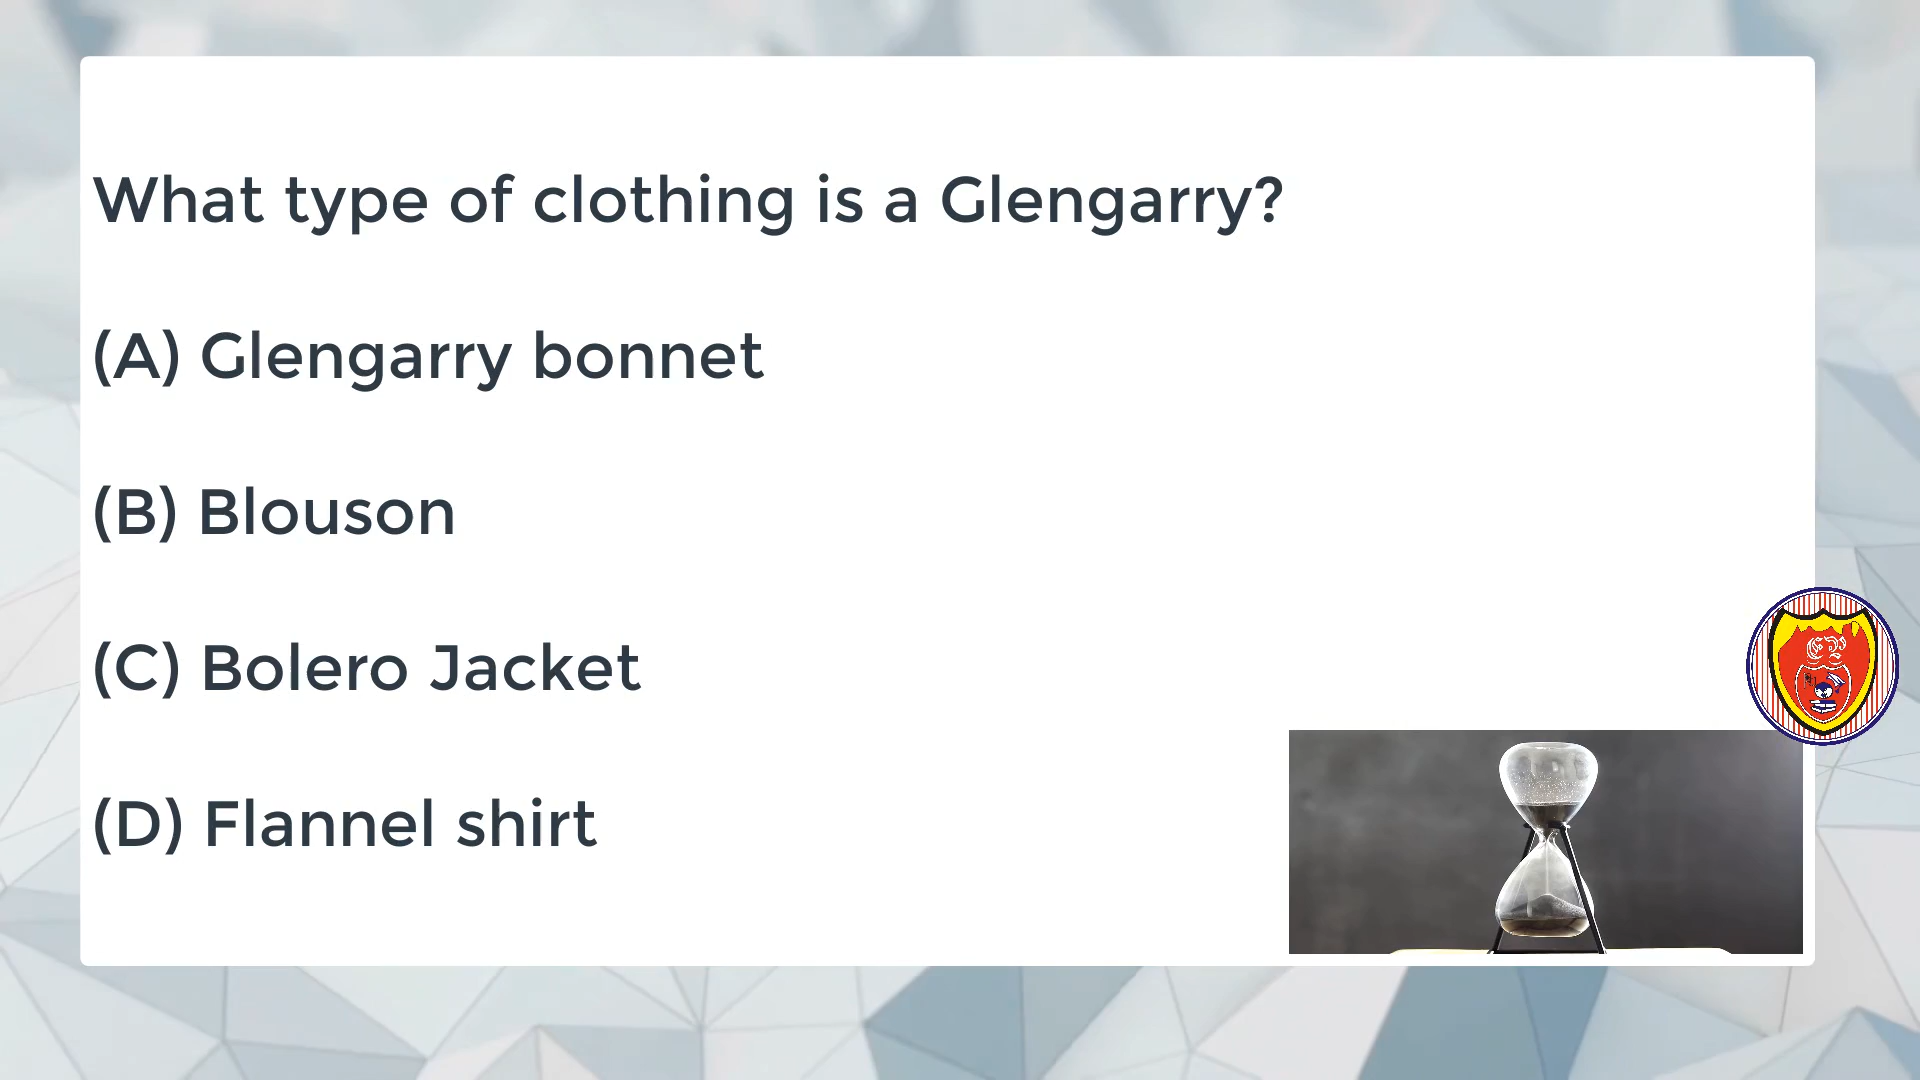 What type of clothing is a Glengarry?
(A) Glengarry bonnet
(B) Blouson
(C) Bolero Jacket
(D) Flannel shirt